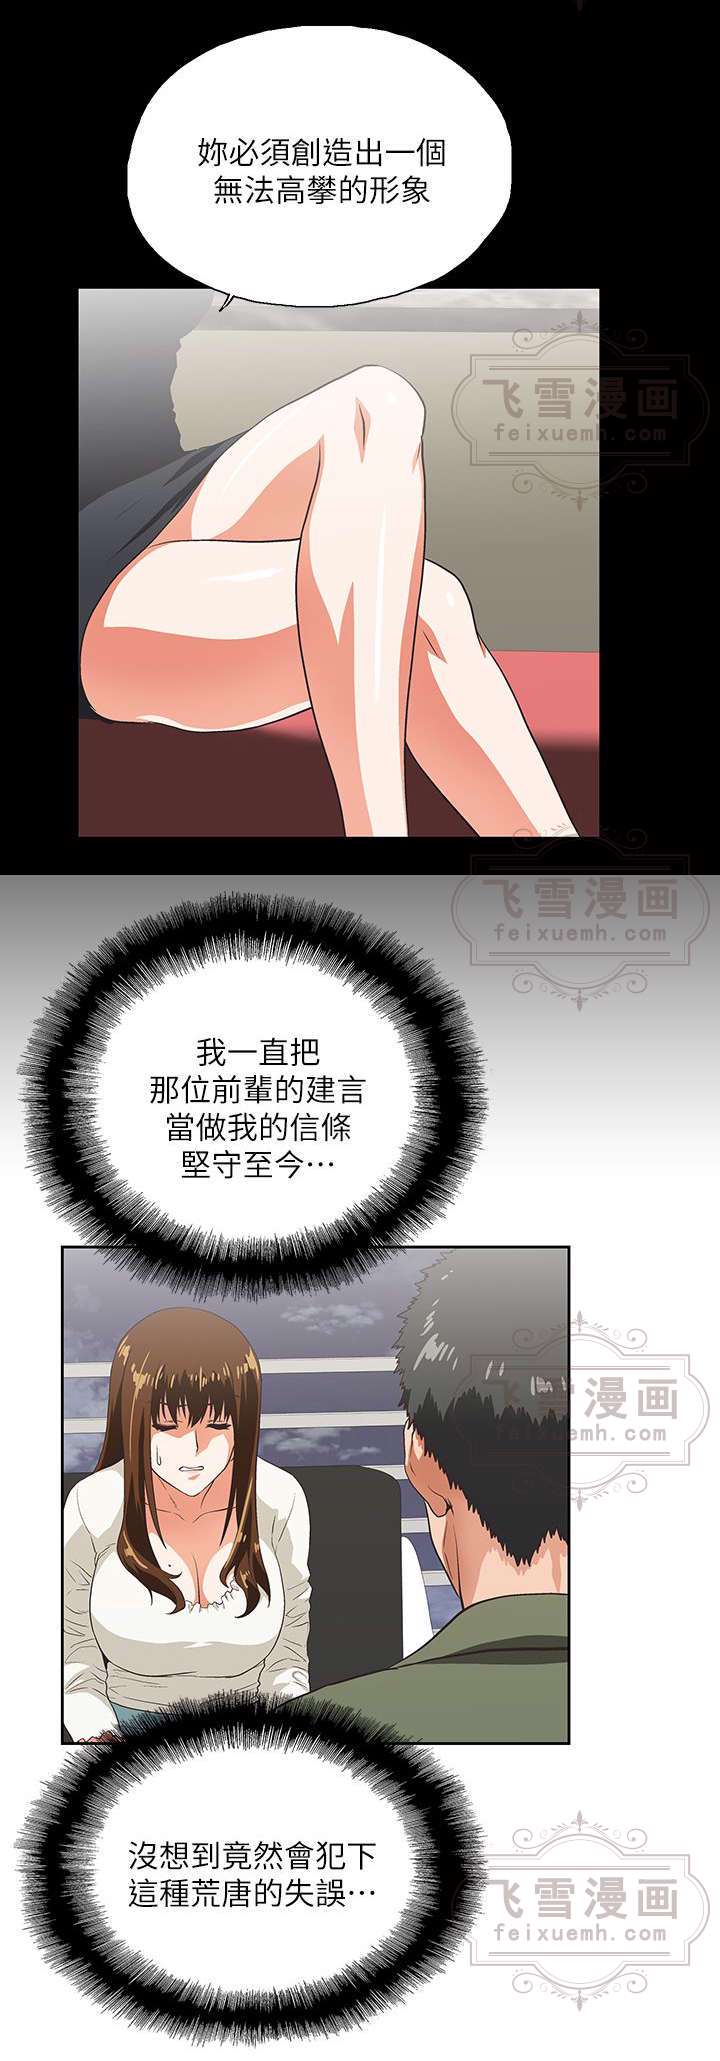 妳必須創造出一個
無法高攀的形象
飞雪漫画
feixuemh.com
飞雪漫画
feixuemh.com
我一直把
那位前輩的建言
當做我的信條
堅守至今⋯
飞雪漫画
feixuemh.com
沒想到竟然會犯下
這種荒唐的失誤⋯
飞雪漫画
feixuemh.com